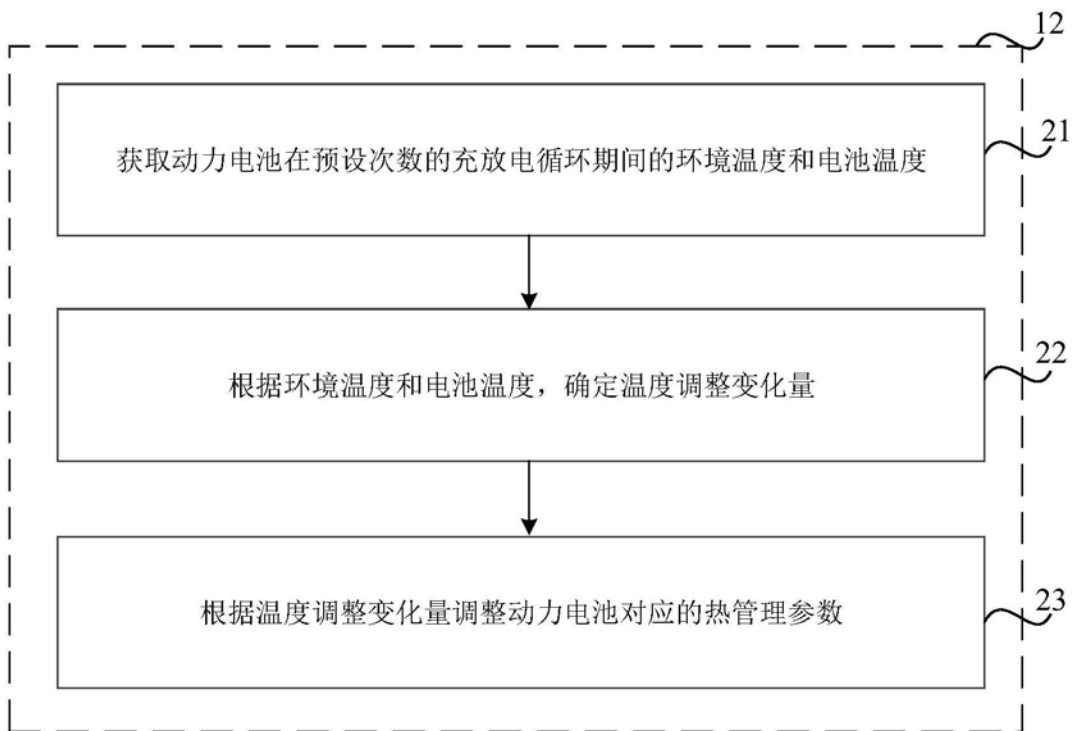 12
获取动力电池在预设次数的充放电循环期间的环境温度和电池温度
21
根据环境温度和电池温度，确定温度调整变化量
22
根据温度调整变化量调整动力电池对应的热管理参数
23